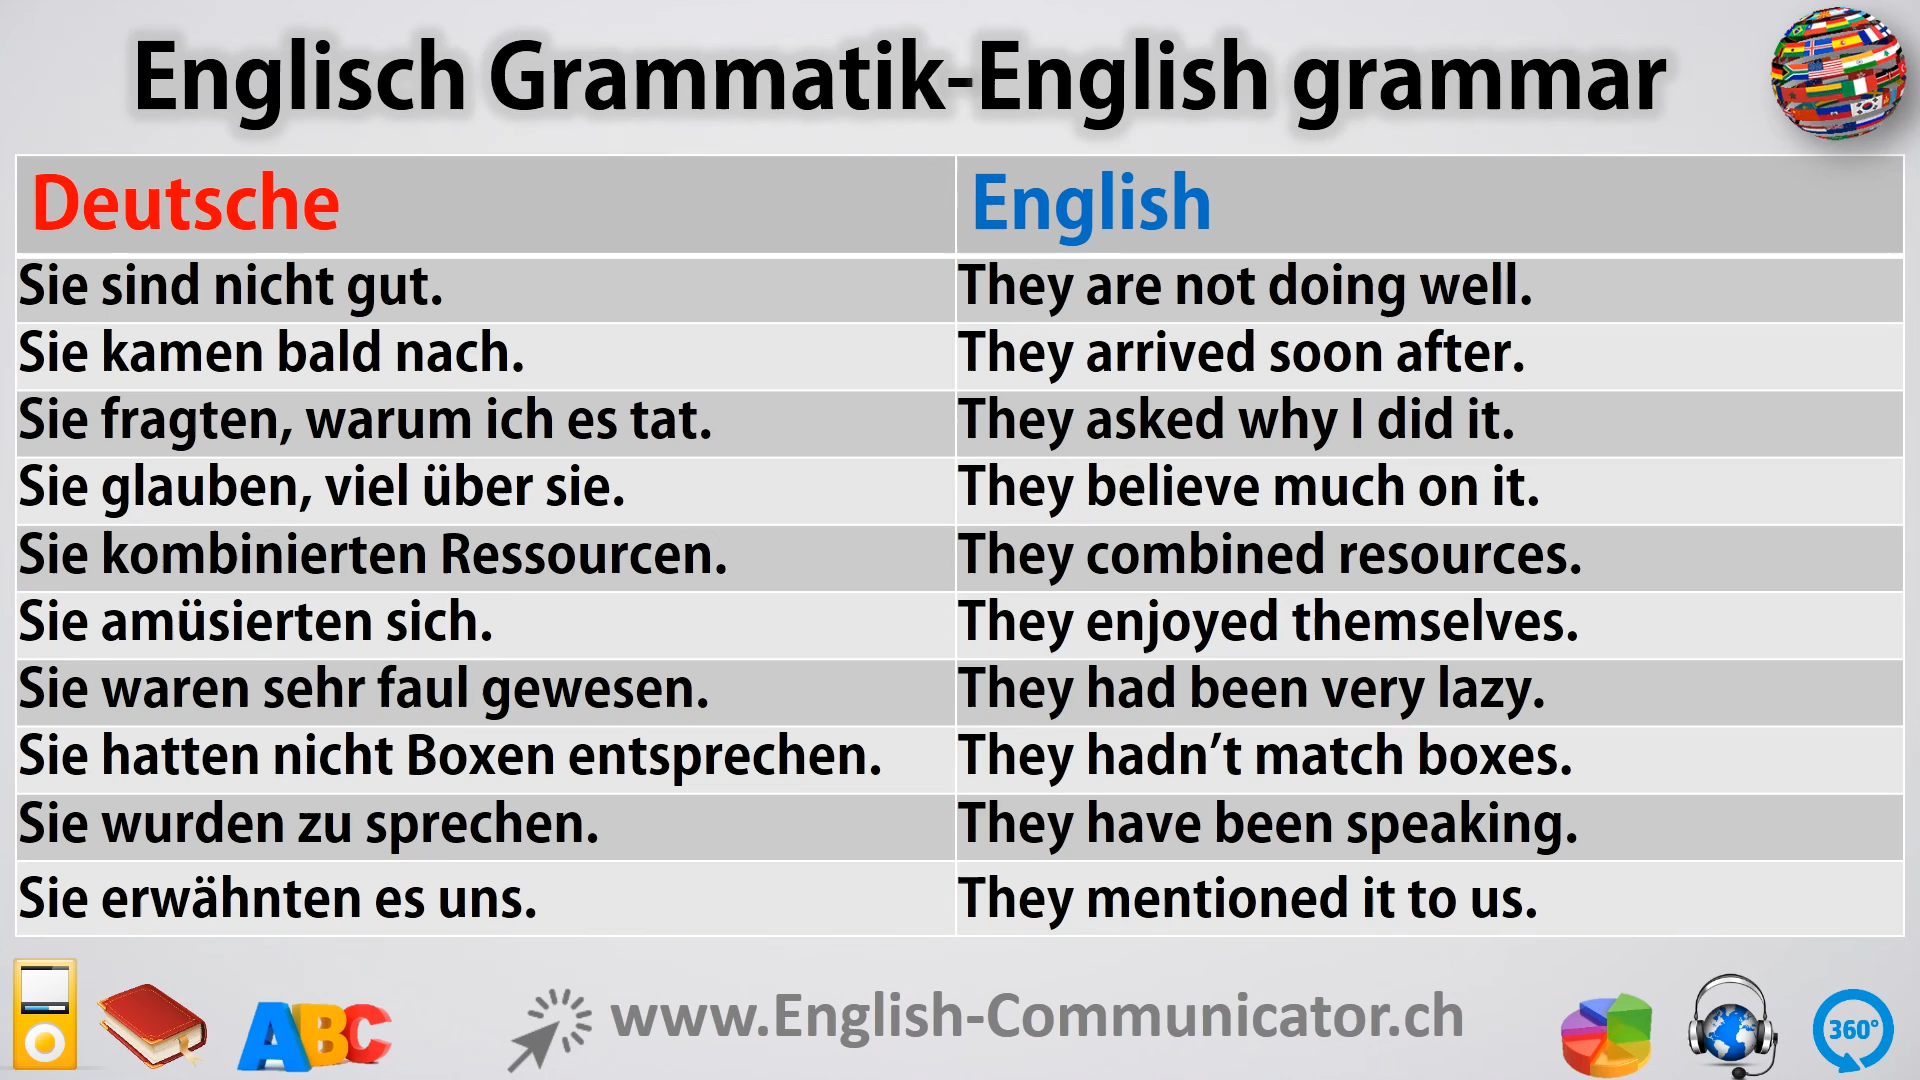 Englisch Grammatik-English grammar
Deutsche English
Sie sind nicht gut. They are not doing well.
Sie kamen bald nach. They arrived soon after.
Sie fragten, warum ich es tat. They asked why I did it.
Sie glauben, viel über sie. They believe much on it.
Sie kombinierten Ressourcen. They combined resources.
Sie amüsierten sich. They enjoyed themselves.
Sie waren sehr faul gewesen. They had been very lazy.
Sie hatten nicht Boxen entsprechen. They hadn’t match boxes.
Sie wurden zu sprechen. They have been speaking.
Sie erwähnten es uns. They mentioned it to us.
ABC www.English-Communicator.ch 360°